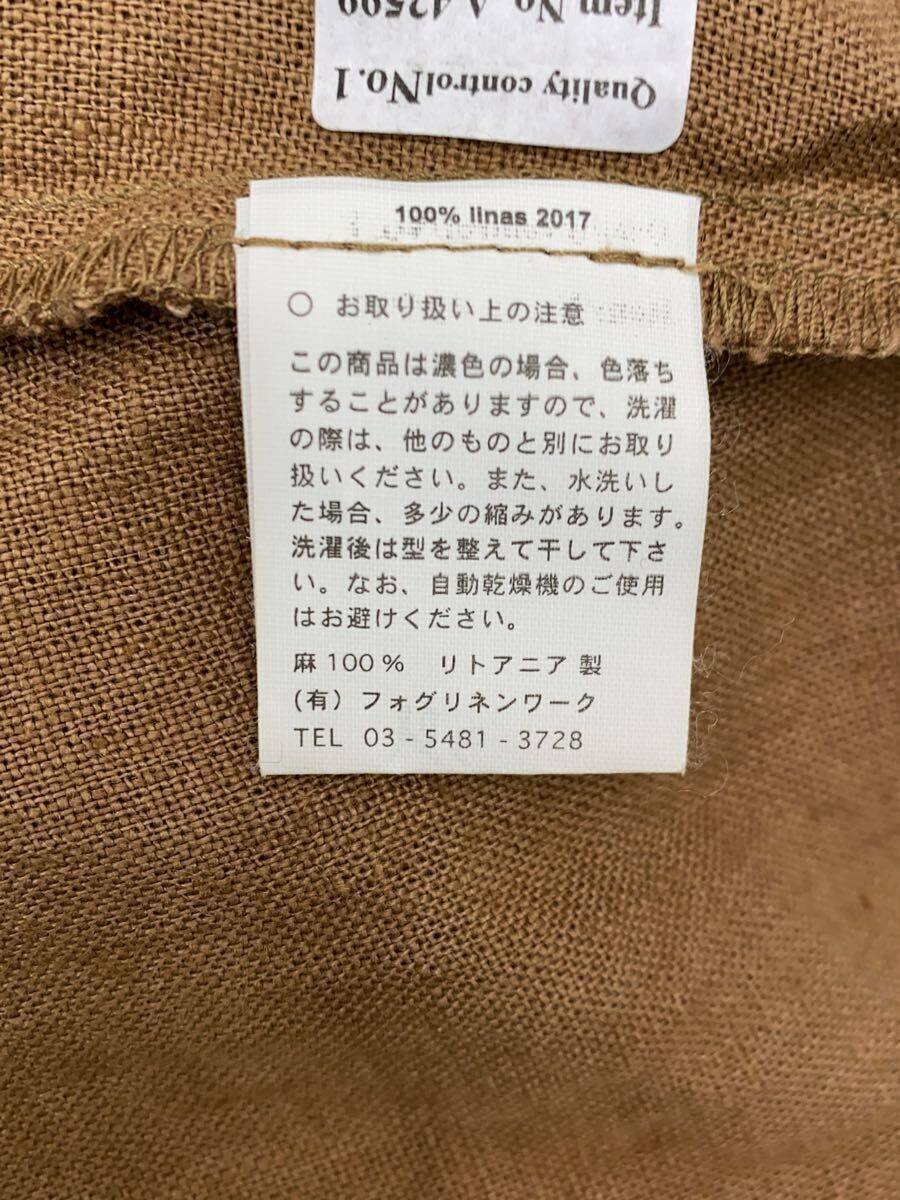 Quality controlNo.1
Item No. A 42599
100% linas 2017
○ お取り扱い上の注意
この商品は濃色の場合、色落ち
することがありますので、洗濯
の際は、他のものと別にお取り
扱いください。また、水洗いし
た場合、多少の縮みがあります。
洗濯後は型を整えて干して下さ
い。なお、自動乾燥機のご使用
はお避けください。
麻 100％ リトアニア 製
(有) フォグリネンワーク
TEL 03 - 5481 - 3728